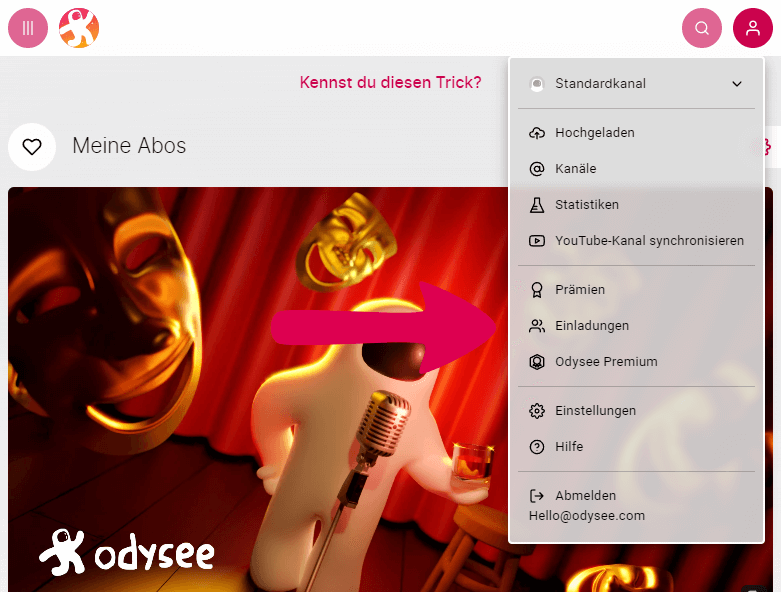 Kennst du diesen Trick?
Standardkanal
Meine Abos
Hochgeladen
Kanäle
Statistiken
YouTube-Kanal synchronisieren
Prämien
Einladungen
Odysee Premium
Einstellungen
Hilfe
Abmelden
Hello@odysee.com
odysee